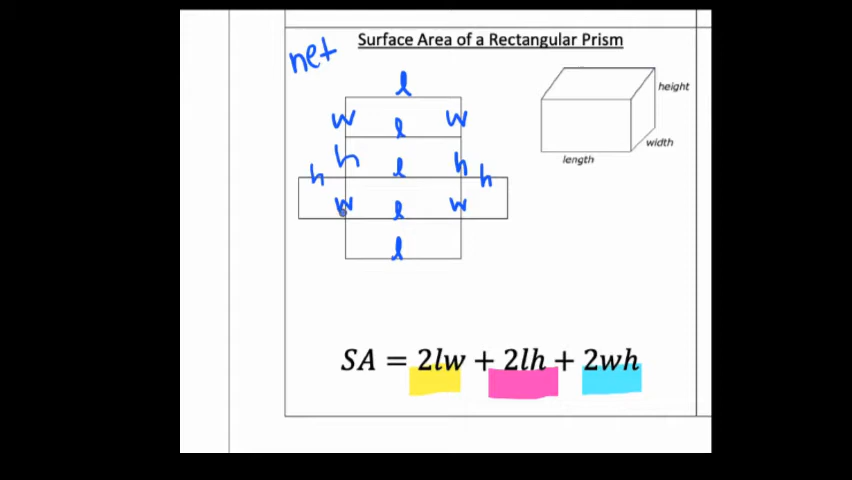 net
Surface Area of a Rectangular Prism
l
height
w l w
width
h l h
length
h h
w l w
l
SA = 2lw + 2lh + 2wh